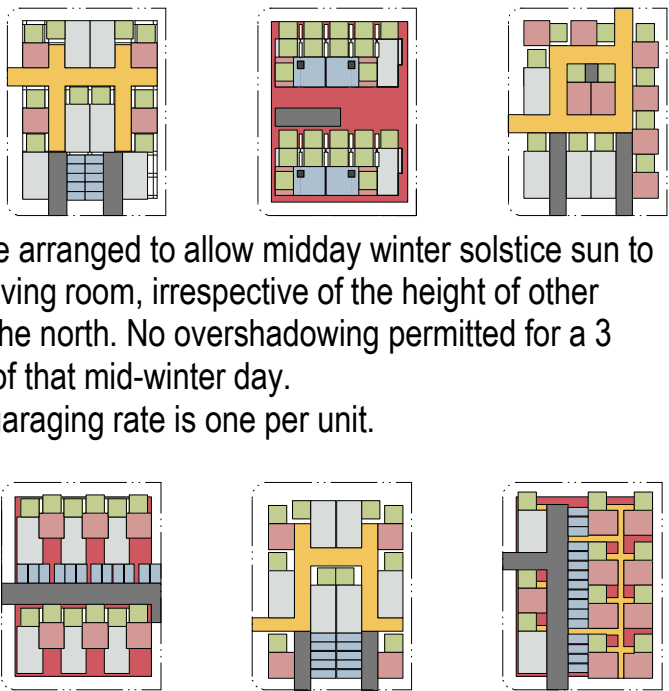 e arranged to allow midday winter solstice sun to
ving room, irrespective of the height of other
he north. No overshadowing permitted for a 3
of that mid-winter day.
garaging rate is one per unit.